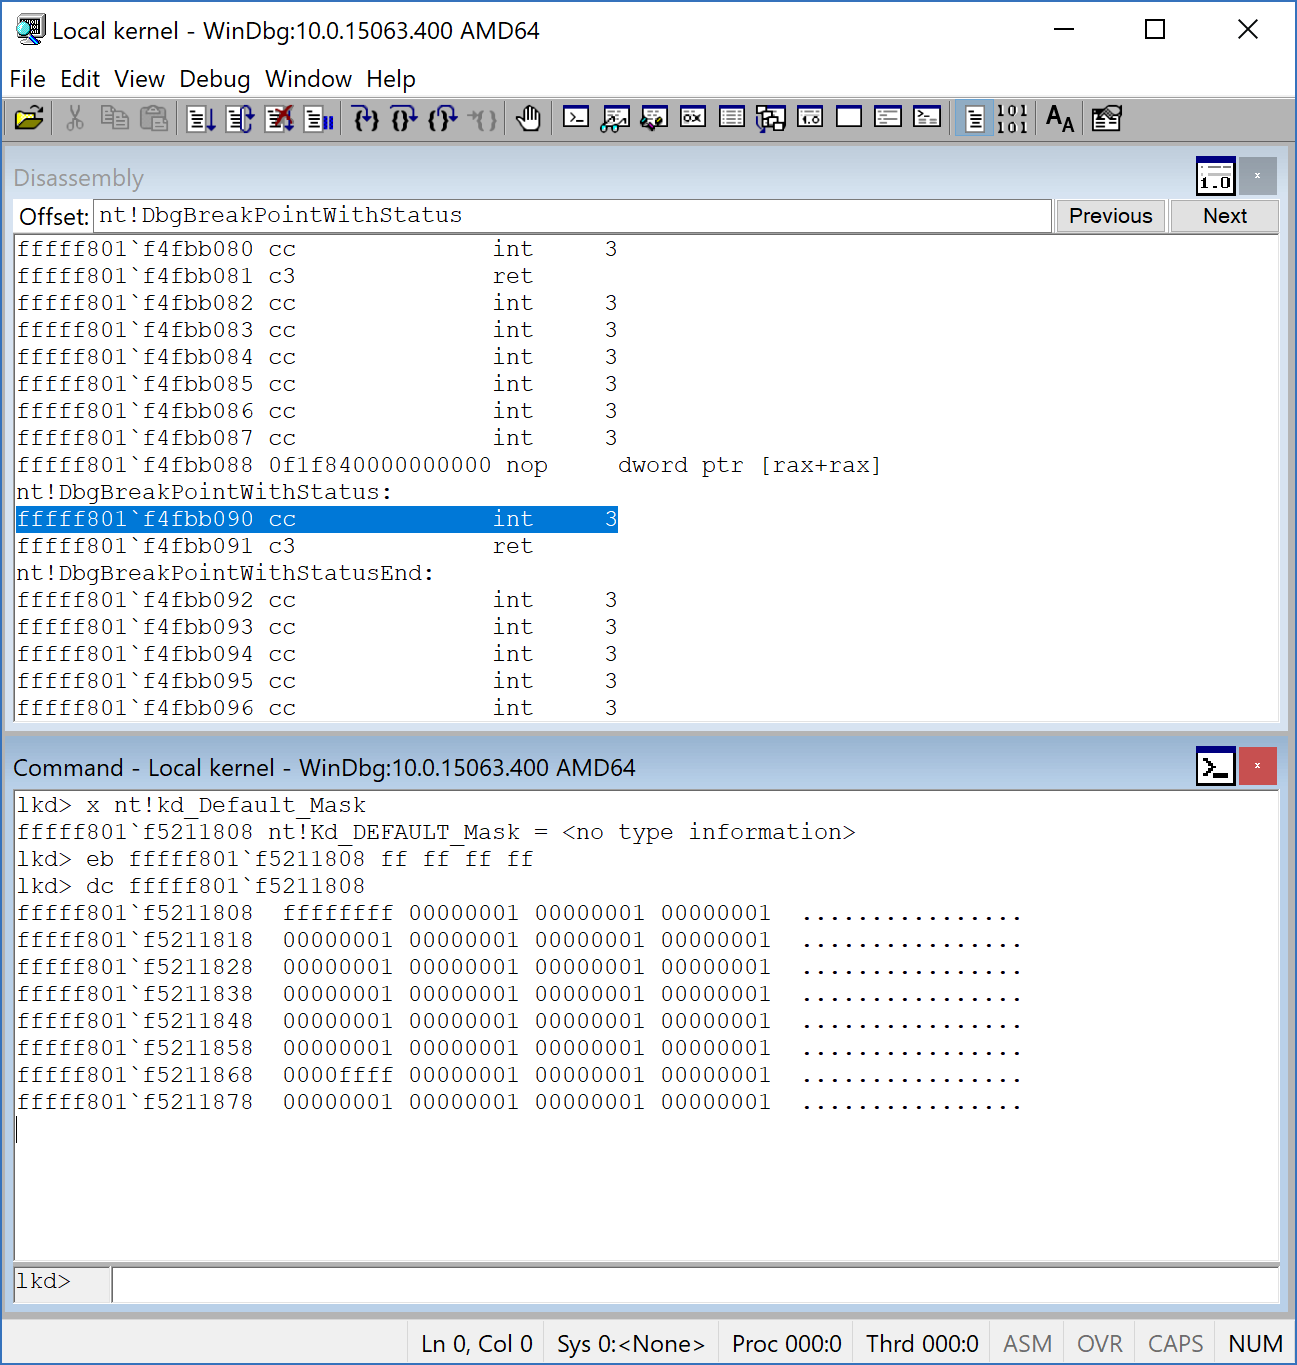 Local kernel - WinDbg:10.0.15063.400 AMD64
File Edit View Debug Window Help
101
101
AA
Disassembly
1.0
Offset: nt!DbgBreakPointWithStatus Previous Next
fffff801`f4fbb080 cc int 3
fffff801`f4fbb081 c3 ret
fffff801`f4fbb082 cc int 3
fffff801`f4fbb083 cc int 3
fffff801`f4fbb084 cc int 3
fffff801`f4fbb085 cc int 3
fffff801`f4fbb086 cc int 3
fffff801`f4fbb087 cc int 3
fffff801`f4fbb088 0f1f840000000000 nop dword ptr [rax+rax]
nt!DbgBreakPointWithStatus:
fffff801`f4fbb090 cc int 3
fffff801`f4fbb091 c3 ret
nt!DbgBreakPointWithStatusEnd:
fffff801`f4fbb092 cc int 3
fffff801`f4fbb093 cc int 3
fffff801`f4fbb094 cc int 3
fffff801`f4fbb095 cc int 3
fffff801`f4fbb096 cc int 3
Command - Local kernel - WinDbg:10.0.15063.400 AMD64
lkd> x nt!kd_Default_Mask
fffff801`f5211808 nt!Kd_DEFAULT_Mask = <no type information>
lkd> eb fffff801`f5211808 ff ff ff ff
lkd> dc fffff801`f5211808
fffff801`f5211808 ffffffff 00000001 00000001 00000001 ................
fffff801`f5211818 00000001 00000001 00000001 00000001 ................
fffff801`f5211828 00000001 00000001 00000001 00000001 ................
fffff801`f5211838 00000001 00000001 00000001 00000001 ................
fffff801`f5211848 00000001 00000001 00000001 00000001 ................
fffff801`f5211858 00000001 00000001 00000001 00000001 ................
fffff801`f5211868 0000ffff 00000001 00000001 00000001 ................
fffff801`f5211878 00000001 00000001 00000001 00000001 ................
lkd>
Ln 0, Col 0 Sys 0:<None> Proc 000:0 Thrd 000:0 ASM OVR CAPS NUM